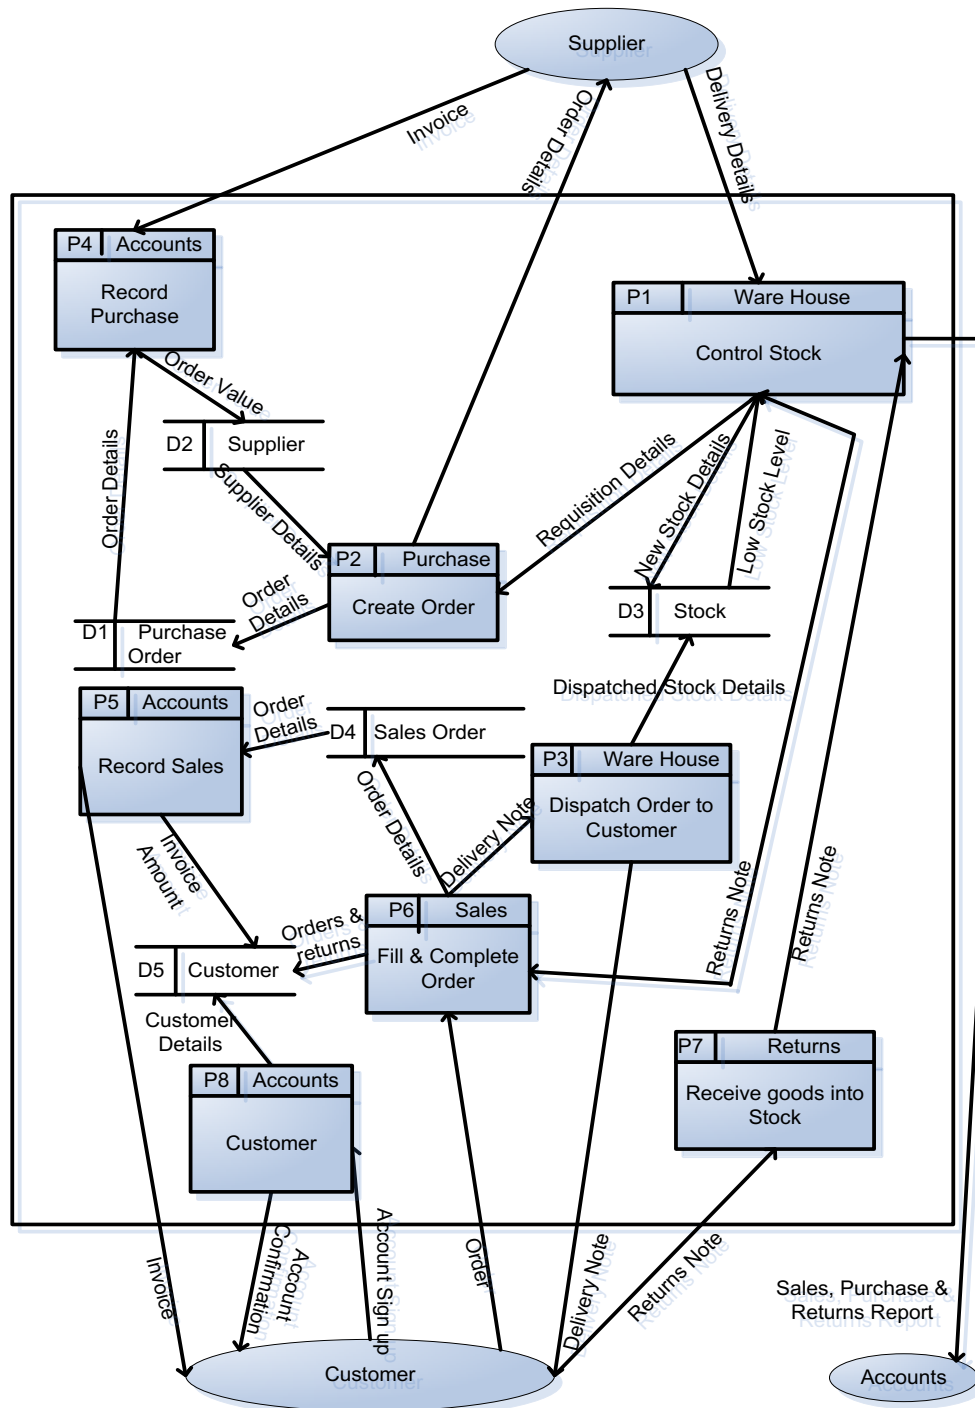 Supplier
Invoice
Order Details
Delivery Details
P4 Accounts
Record
Purchase
P1 Ware House
Control Stock
Order Value
D2 Supplier
Order Details
Supplier Details
Requisition Details
New Stock Details
Low Stock Level
P2 Purchase
Create Order
Order
Details
D3 Stock
D1 Purchase
Order
Dispatched Stock Details
P5 Accounts
Record Sales
Order
Details
D4 Sales Order
P3 Ware House
Dispatch Order to
Customer
Order Details
Delivery Note
Invoice
Amount
P6 Sales
Fill & Complete
Order
Orders &
returns
Returns Note
Returns Note
D5 Customer
Customer
Details
P7 Returns
Receive goods into
Stock
P8 Accounts
Customer
Invoice
Account
Confirmation
Account Sign up
Order
Delivery Note
Returns Note
Sales, Purchase &
Returns Report
Customer
Accounts